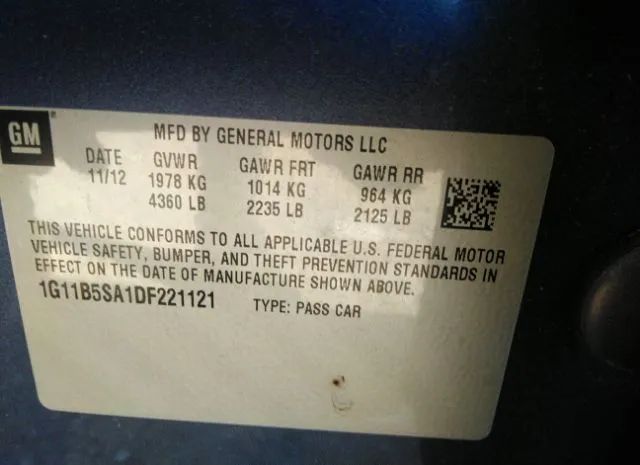 GM
MFD BY GENERAL MOTORS LLC
DATE GVWR GAWR FRT GAWR RR
11/12 1978 KG 1014 KG 964 KG
4360 LB 2235 LB 2125 LB
THIS VEHICLE CONFORMS TO ALL APPLICABLE U.S. FEDERAL MOTOR
VEHICLE SAFETY, BUMPER, AND THEFT PREVENTION STANDARDS IN
EFFECT ON THE DATE OF MANUFACTURE SHOWN ABOVE.
1G11B5SA1DF221121 TYPE: PASS CAR